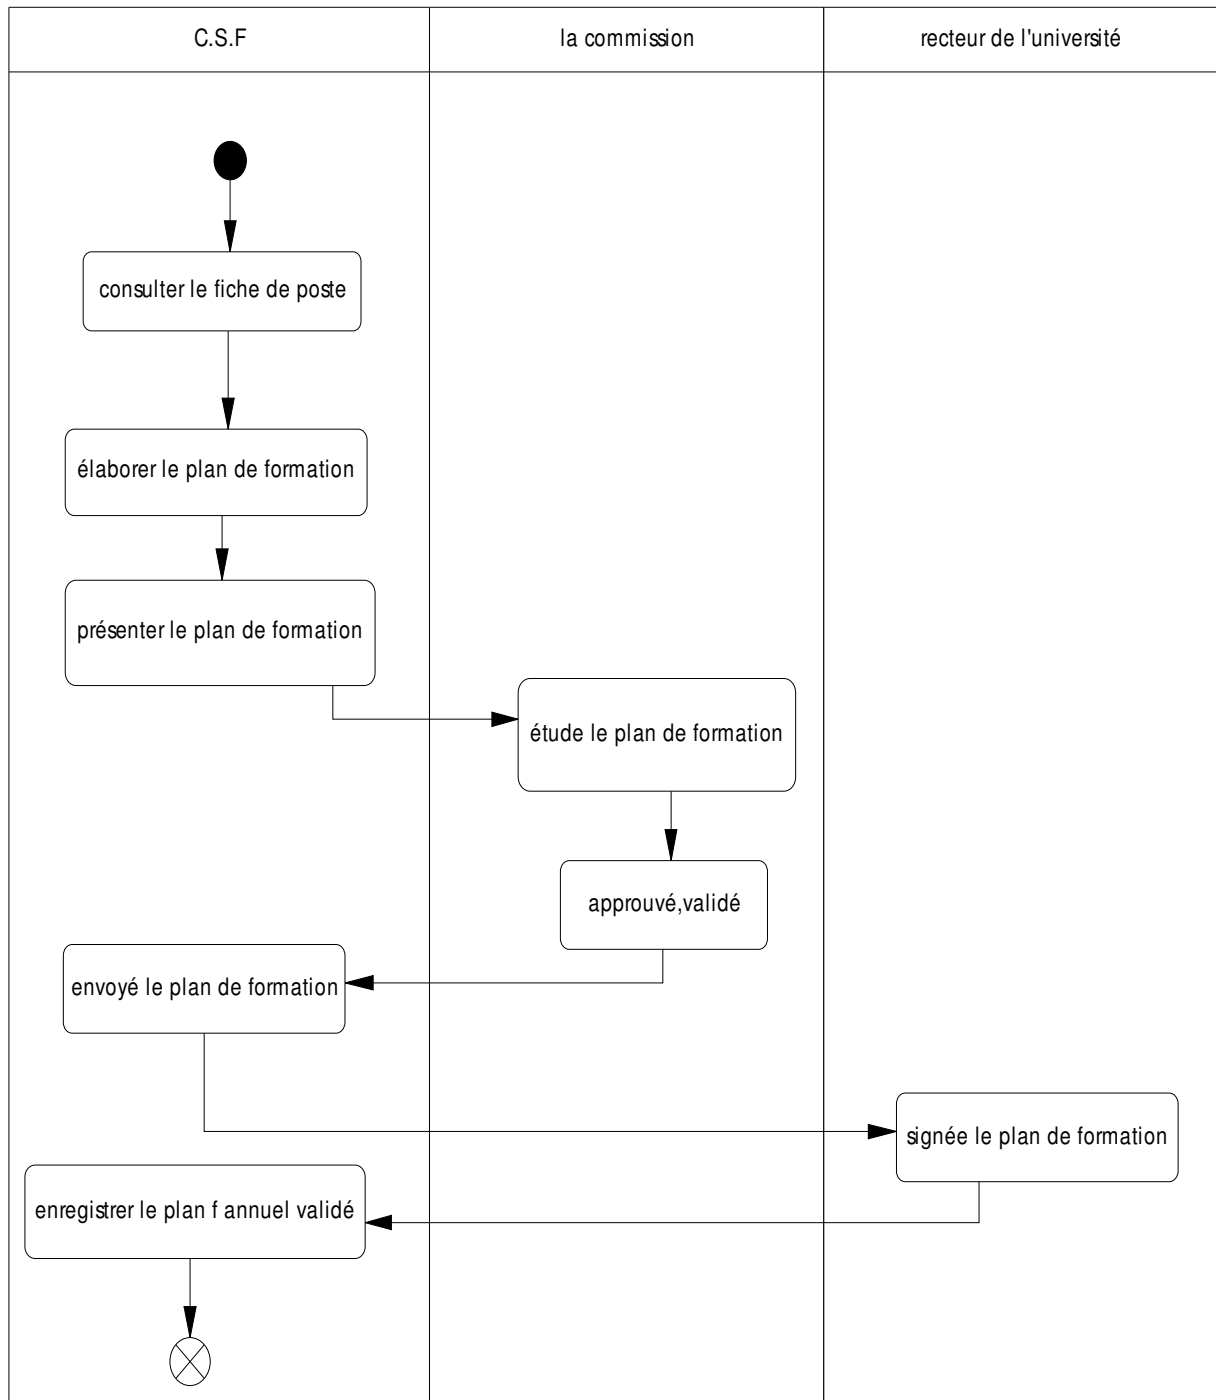 C.S.F
la commission
recteur de l'université
consulter le fiche de poste
élaborer le plan de formation
présenter le plan de formation
étude le plan de formation
approuvé,validé
envoyé le plan de formation
signée le plan de formation
enregistrer le plan f annuel validé